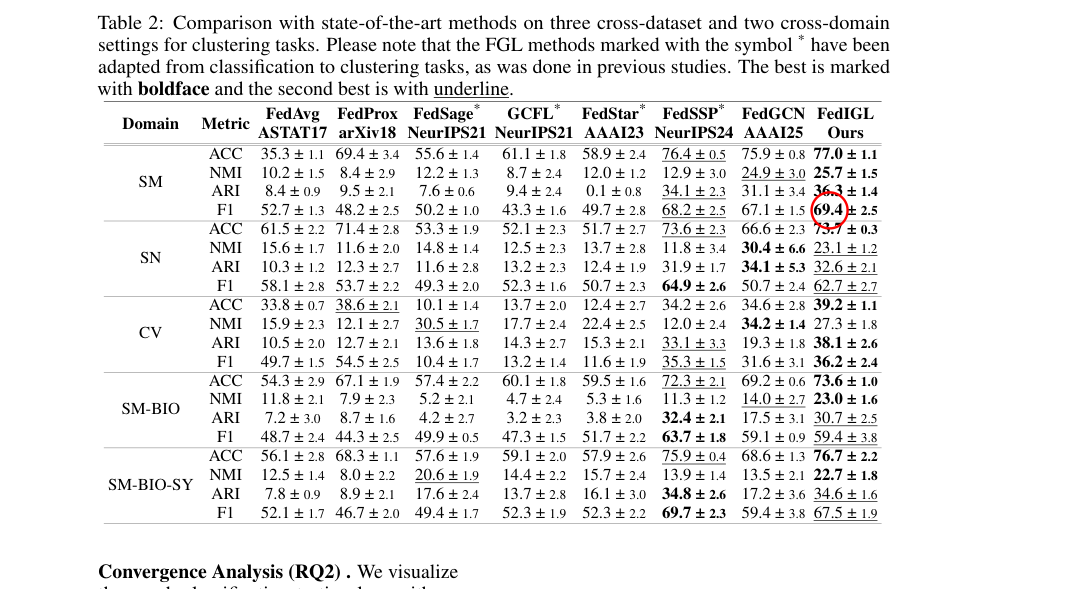 Table 2: Comparison with state-of-the-art methods on three cross-dataset and two cross-domain
settings for clustering tasks. Please note that the FGL methods marked with the symbol * have been
adapted from classification to clustering tasks, as was done in previous studies. The best is marked
with boldface and the second best is with underline.
Domain Metric FedAvg FedProx FedSage* GCFL* FedStar* FedSSP* FedGCN FedIGL
ASTAT17 arXiv18 NeurIPS21 NeurIPS21 AAAI23 NeurIPS24 AAAI25 Ours
SM
ACC 35.3 ± 1.1 69.4 ± 3.4 55.6 ± 1.4 61.1 ± 1.8 58.9 ± 2.4 76.4 ± 0.5 75.9 ± 0.8 77.0 ± 1.1
NMI 10.2 ± 1.5 8.4 ± 2.9 12.2 ± 1.3 8.7 ± 2.4 12.0 ± 1.2 12.9 ± 3.0 24.9 ± 3.0 25.7 ± 1.5
ARI 8.4 ± 0.9 9.5 ± 2.1 7.6 ± 0.6 9.4 ± 2.4 0.1 ± 0.8 34.1 ± 2.3 31.1 ± 3.4 36.3 ± 1.4
F1 52.7 ± 1.3 48.2 ± 2.5 50.2 ± 1.0 43.3 ± 1.6 49.7 ± 2.8 68.2 ± 2.5 67.1 ± 1.5 69.4 ± 2.5
SN
ACC 61.5 ± 2.2 71.4 ± 2.8 53.3 ± 1.9 52.1 ± 2.3 51.7 ± 2.7 73.6 ± 2.3 66.6 ± 2.3 73.7 ± 0.3
NMI 15.6 ± 1.7 11.6 ± 2.0 14.8 ± 1.4 12.5 ± 2.3 13.7 ± 2.8 11.8 ± 3.4 30.4 ± 6.6 23.1 ± 1.2
ARI 10.3 ± 1.2 12.3 ± 2.7 11.6 ± 2.8 13.2 ± 2.3 12.4 ± 1.9 31.9 ± 1.7 34.1 ± 5.3 32.6 ± 2.1
F1 58.1 ± 2.8 53.7 ± 2.2 49.3 ± 2.0 52.3 ± 1.6 50.7 ± 2.3 64.9 ± 2.6 50.7 ± 2.4 62.7 ± 2.7
CV
ACC 33.8 ± 0.7 38.6 ± 2.1 10.1 ± 1.4 13.7 ± 2.0 12.4 ± 2.7 34.2 ± 2.6 34.6 ± 2.8 39.2 ± 1.1
NMI 15.9 ± 2.3 12.1 ± 2.7 30.5 ± 1.7 17.7 ± 2.4 22.4 ± 2.5 12.0 ± 2.4 34.2 ± 1.4 27.3 ± 1.8
ARI 10.5 ± 2.0 12.7 ± 2.1 13.6 ± 1.8 14.3 ± 2.7 15.3 ± 2.1 33.1 ± 3.3 19.3 ± 1.8 38.1 ± 2.6
F1 49.7 ± 1.5 54.5 ± 2.5 10.4 ± 1.7 13.2 ± 1.4 11.6 ± 1.9 35.3 ± 1.5 31.6 ± 3.1 36.2 ± 2.4
SM-BIO
ACC 54.3 ± 2.9 67.1 ± 1.9 57.4 ± 2.2 60.1 ± 1.8 59.5 ± 1.6 72.3 ± 2.1 69.2 ± 0.6 73.6 ± 1.0
NMI 11.8 ± 2.1 7.9 ± 2.3 5.2 ± 2.1 4.7 ± 2.4 5.3 ± 1.6 11.3 ± 1.2 14.0 ± 2.7 23.0 ± 1.6
ARI 7.2 ± 3.0 8.7 ± 1.6 4.2 ± 2.7 3.2 ± 2.3 3.8 ± 2.0 32.4 ± 2.1 17.5 ± 3.1 30.7 ± 2.5
F1 48.7 ± 2.4 44.3 ± 2.5 49.9 ± 0.5 47.3 ± 1.5 51.7 ± 2.2 63.7 ± 1.8 59.1 ± 0.9 59.4 ± 3.8
SM-BIO-SY
ACC 56.1 ± 2.8 68.3 ± 1.1 57.6 ± 1.9 59.1 ± 2.0 57.9 ± 2.6 75.9 ± 0.4 68.6 ± 1.3 76.7 ± 2.2
NMI 12.5 ± 1.4 8.0 ± 2.2 20.6 ± 1.9 14.4 ± 2.2 15.7 ± 2.4 13.9 ± 1.4 13.5 ± 2.1 22.7 ± 1.8
ARI 7.8 ± 0.9 8.9 ± 2.1 17.6 ± 2.4 13.7 ± 2.8 16.1 ± 3.0 34.8 ± 2.6 17.2 ± 3.6 34.6 ± 1.6
F1 52.1 ± 1.7 46.7 ± 2.0 49.4 ± 1.7 52.3 ± 1.9 52.3 ± 2.2 69.7 ± 2.3 59.4 ± 3.8 67.5 ± 1.9
Convergence Analysis (RQ2) . We visualize